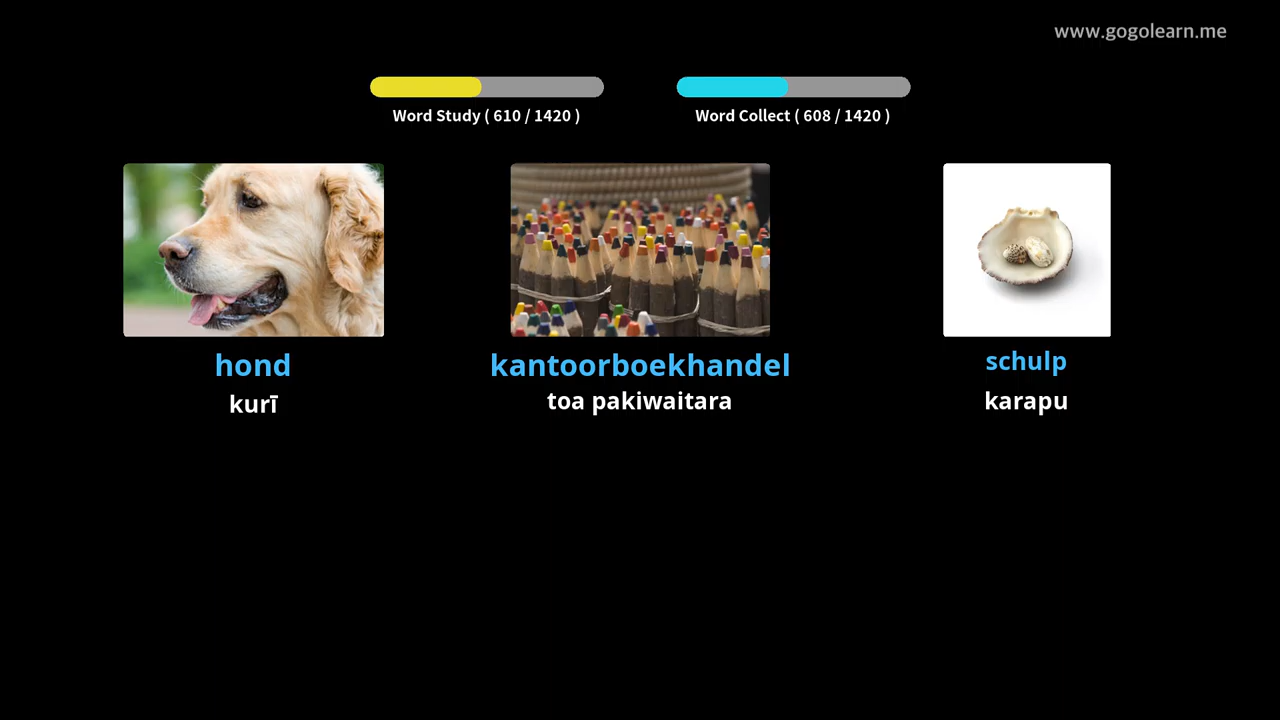 www.gogolearn.me
Word Study ( 610 / 1420 )
Word Collect ( 608 / 1420 )
hond
kurī
kantoorboekhandel
toa pakiwaitara
schulp
karapu